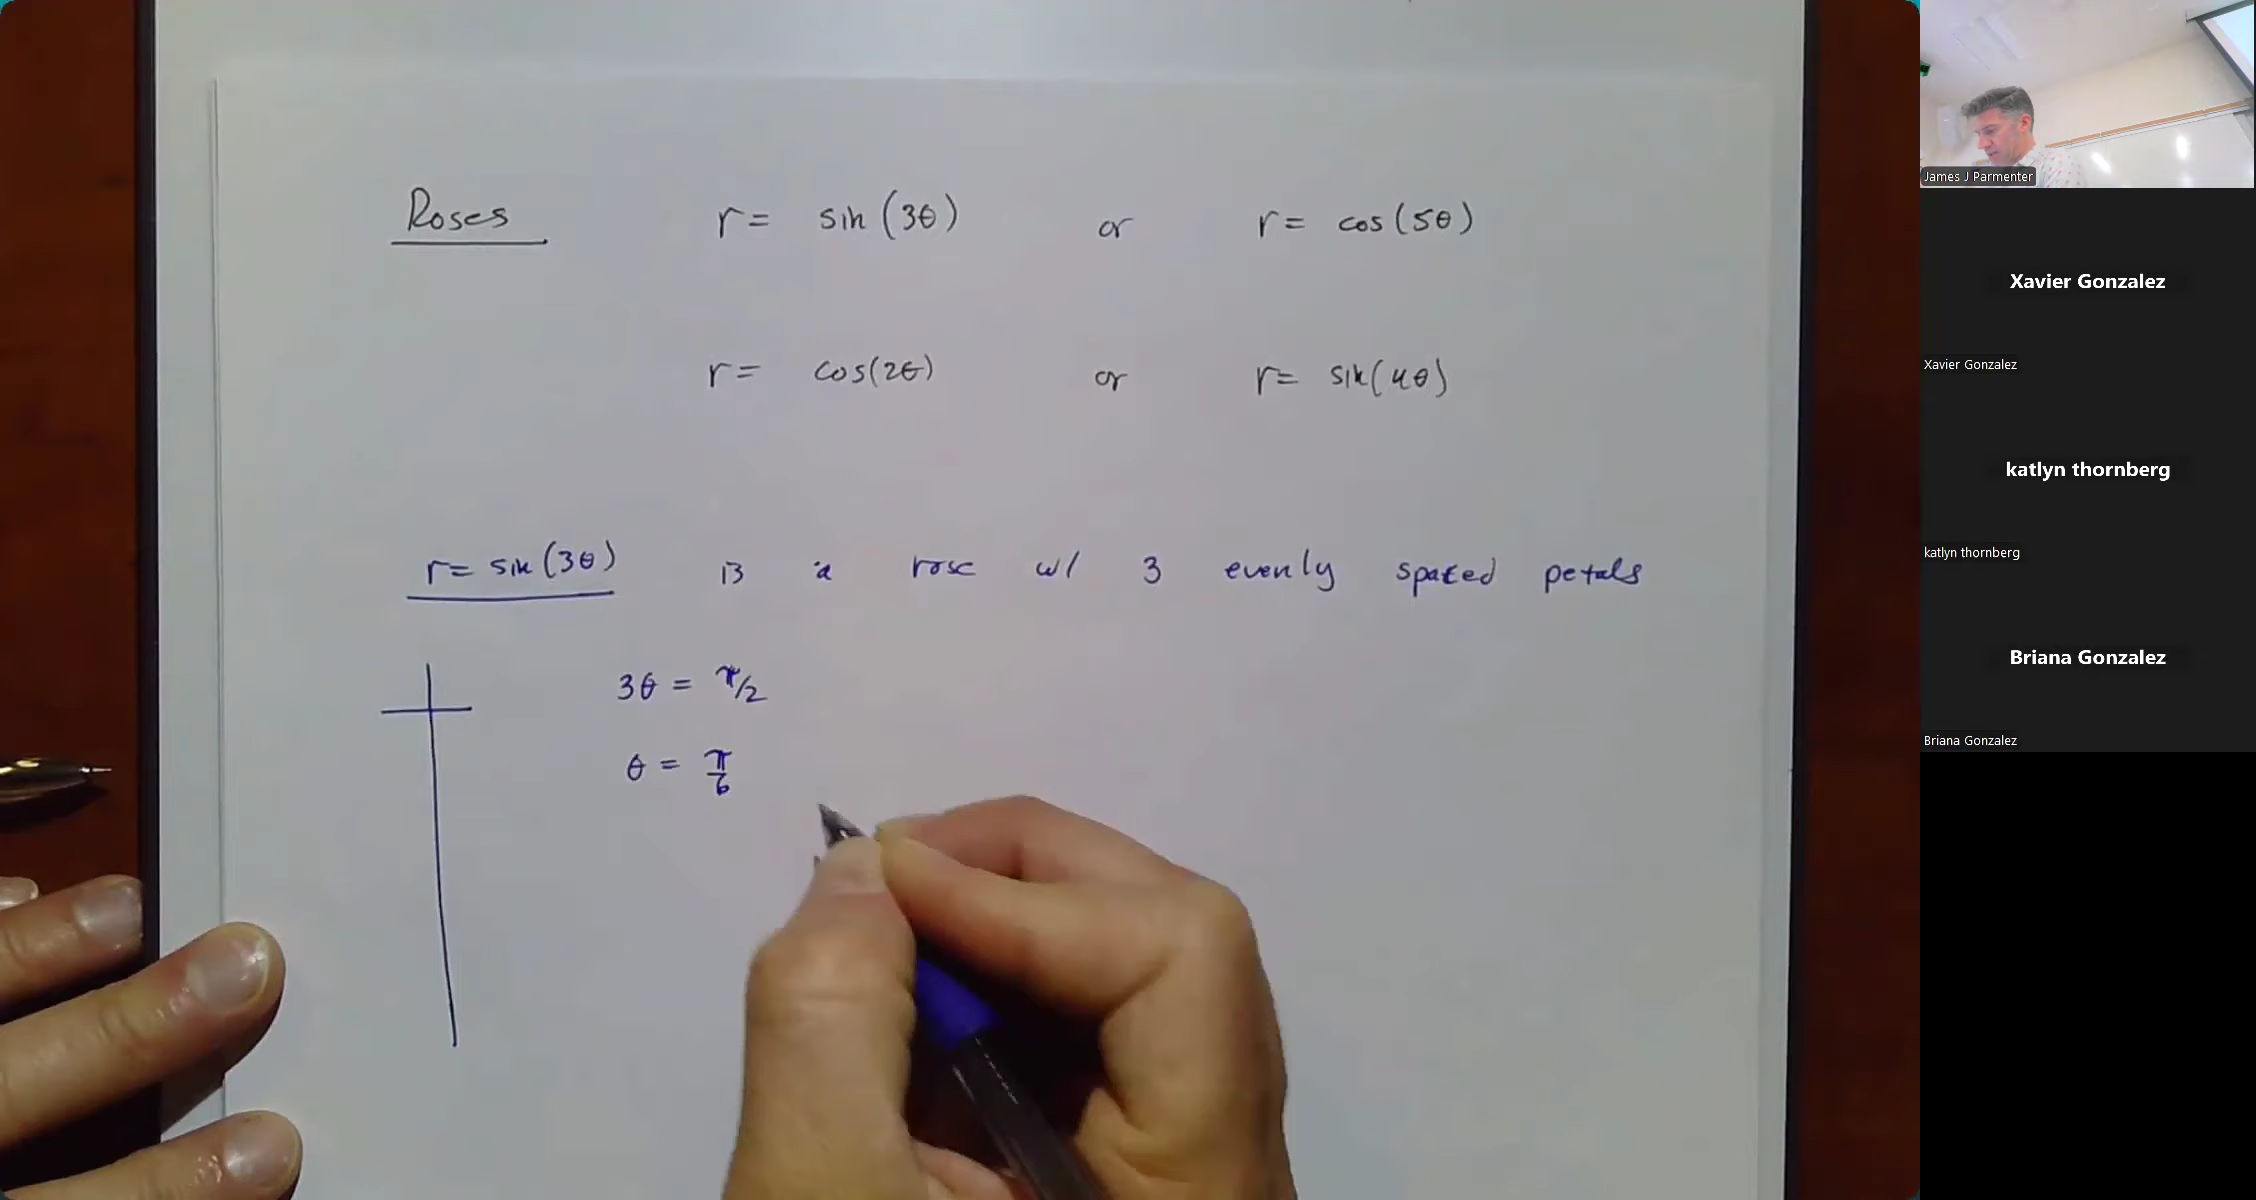 Roses r = sin(3θ) or r = cos(5θ)
r = cos(2θ) or r = sin(4θ)
r = sin(3θ) is a rose w/ 3 evenly spaced petals
3θ = π/2
θ = π/6
James J Parmenter
Xavier Gonzalez
Xavier Gonzalez
katlyn thornberg
katlyn thornberg
Briana Gonzalez
Briana Gonzalez